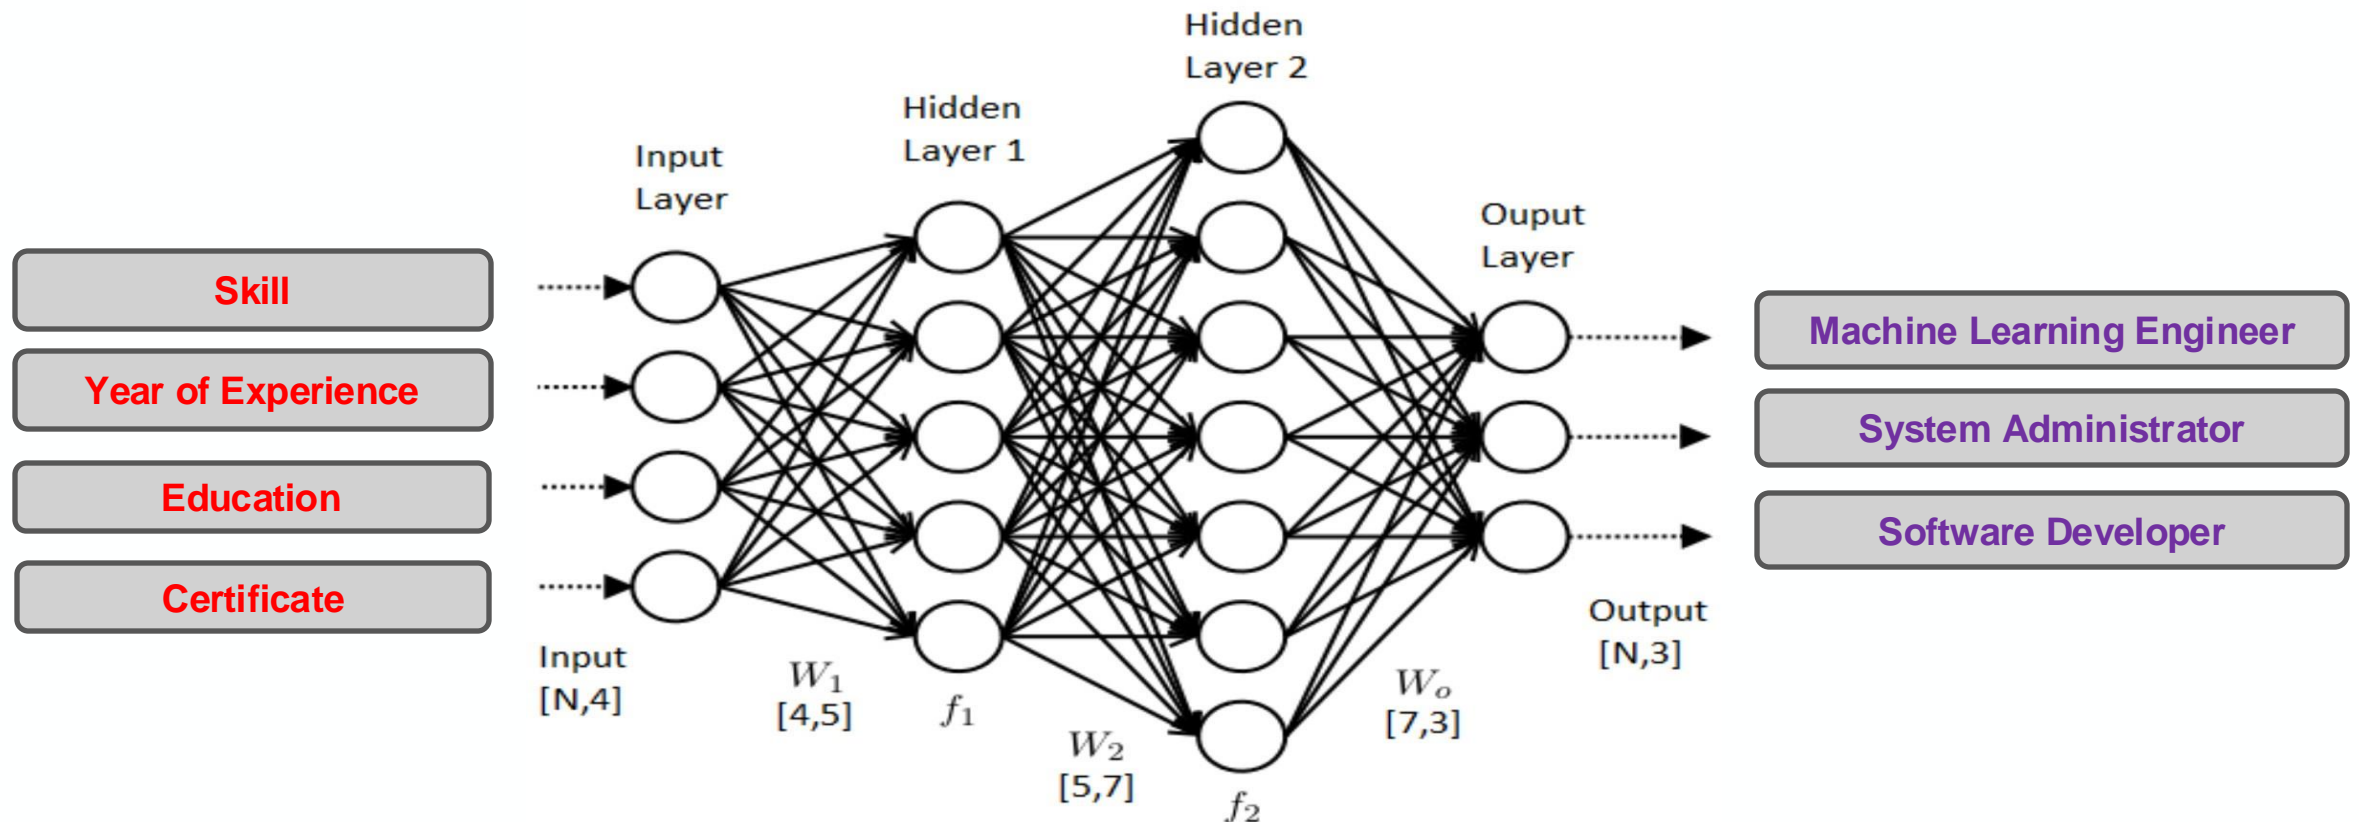 Skill
Year of Experience
Education
Certificate
Input
Layer
Hidden
Layer 1
Hidden
Layer 2
Ouput
Layer
Machine Learning Engineer
System Administrator
Software Developer
Input
[N,4]
W₁
[4,5]
f₁
W₂
[5,7]
f₂
Wₒ
[7,3]
Output
[N,3]